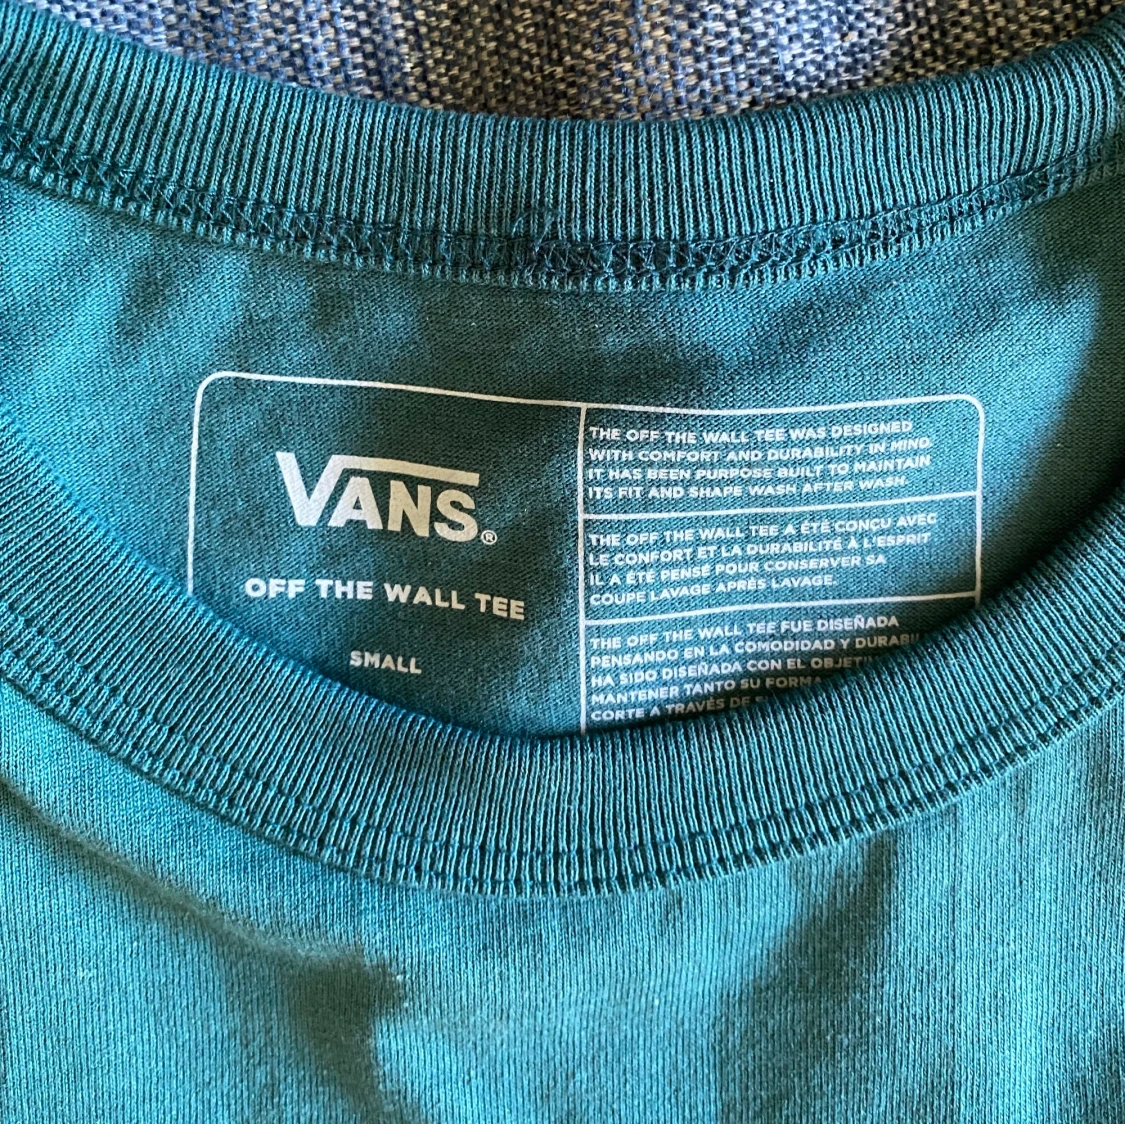 VANS®
OFF THE WALL TEE
SMALL
THE OFF THE WALL TEE WAS DESIGNED
WITH COMFORT AND DURABILITY IN MIND
IT HAS BEEN PURPOSE BUILT TO MAINTAIN
ITS FIT AND SHAPE WASH AFTER WASH.
THE OFF THE WALL TEE A ÉTÉ CONÇU AVEC
LE CONFORT ET LA DURABILITÉ À L'ESPRIT
IL A ÉTÉ PENSÉ POUR CONSERVER SA
COUPE LAVAGE APRÈS LAVAGE.
THE OFF THE WALL TEE FUE DISEÑADA
PENSANDO EN LA COMODIDAD Y
HA SIDO DISEÑADA CON EL
MANTENER TANTO SU FORMA
CORTE A TRAVÉS DE